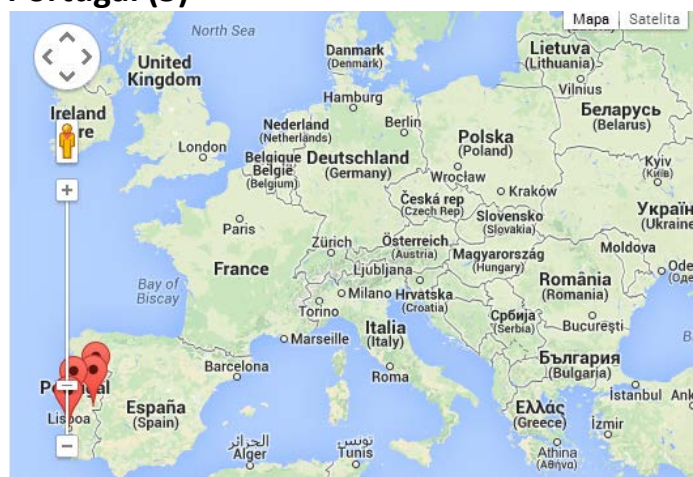 North Sea
Mapa
Satelita
Danmark
(Denmark)
Lietuva
(Lithuania)
Vilnius
United
Kingdom
Hamburg
Беларусь
(Belarus)
Ireland
Nederland
(Netherlands)
Berlin
London
Polska
(Poland)
België
(Belgium)
Belgique
Deutschland
(Germany)
Wrocław
Kyiv
(Київ)
Kraków
Česká rep
(Czech Rep)
Slovensko
(Slovakia)
(Ukraine
Paris
Zürich
Österreich
(Austria)
Magyarország
(Hungary)
Moldova
France
Ljubljana
România
(Romania)
Bay of
Biscay
Milano
Hrvatska
(Croatia)
Torino
Србија
(Serbia)
București
Marseille
Italia
(Italy)
България
(Bulgaria)
Barcelona
Roma
İstanbul
España
(Spain)
Lisboa
Ελλάς
(Greece)
İzmir
Athina
(Αθήνα)
الجزائر
Alger
تونس
Tunis